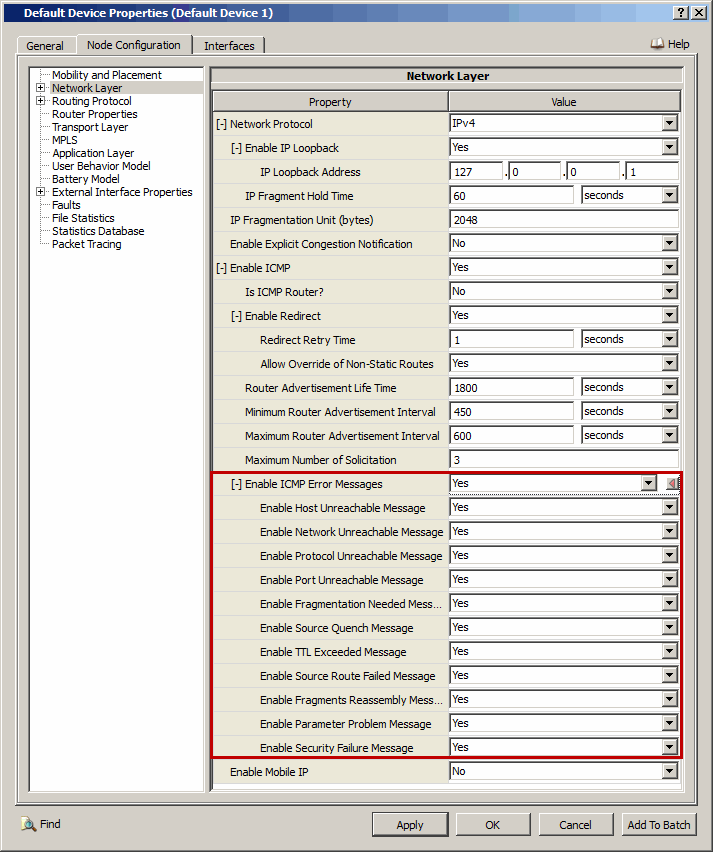 Default Device Properties (Default Device 1)
General
Node Configuration
Interfaces
Help
Mobility and Placement
Network Layer
Routing Protocol
Router Properties
Transport Layer
MPLS
Application Layer
User Behavior Model
Battery Model
External Interface Properties
Faults
File Statistics
Statistics Database
Packet Tracing
Network Layer
Property Value
[-] Network Protocol IPv4
[-] Enable IP Loopback Yes
IP Loopback Address 127 .0 .0 .1
IP Fragment Hold Time 60 seconds
IP Fragmentation Unit (bytes) 2048
Enable Explicit Congestion Notification No
[-] Enable ICMP Yes
Is ICMP Router? No
[-] Enable Redirect Yes
Redirect Retry Time 1 seconds
Allow Override of Non-Static Routes Yes
Router Advertisement Life Time 1800 seconds
Minimum Router Advertisement Interval 450 seconds
Maximum Router Advertisement Interval 600 seconds
Maximum Number of Solicitation 3
[-] Enable ICMP Error Messages Yes
Enable Host Unreachable Message Yes
Enable Network Unreachable Message Yes
Enable Protocol Unreachable Message Yes
Enable Port Unreachable Message Yes
Enable Fragmentation Needed Mess... Yes
Enable Source Quench Message Yes
Enable TTL Exceeded Message Yes
Enable Source Route Failed Message Yes
Enable Fragments Reassembly Mess... Yes
Enable Parameter Problem Message Yes
Enable Security Failure Message Yes
Enable Mobile IP No
Find
Apply
OK
Cancel
Add To Batch